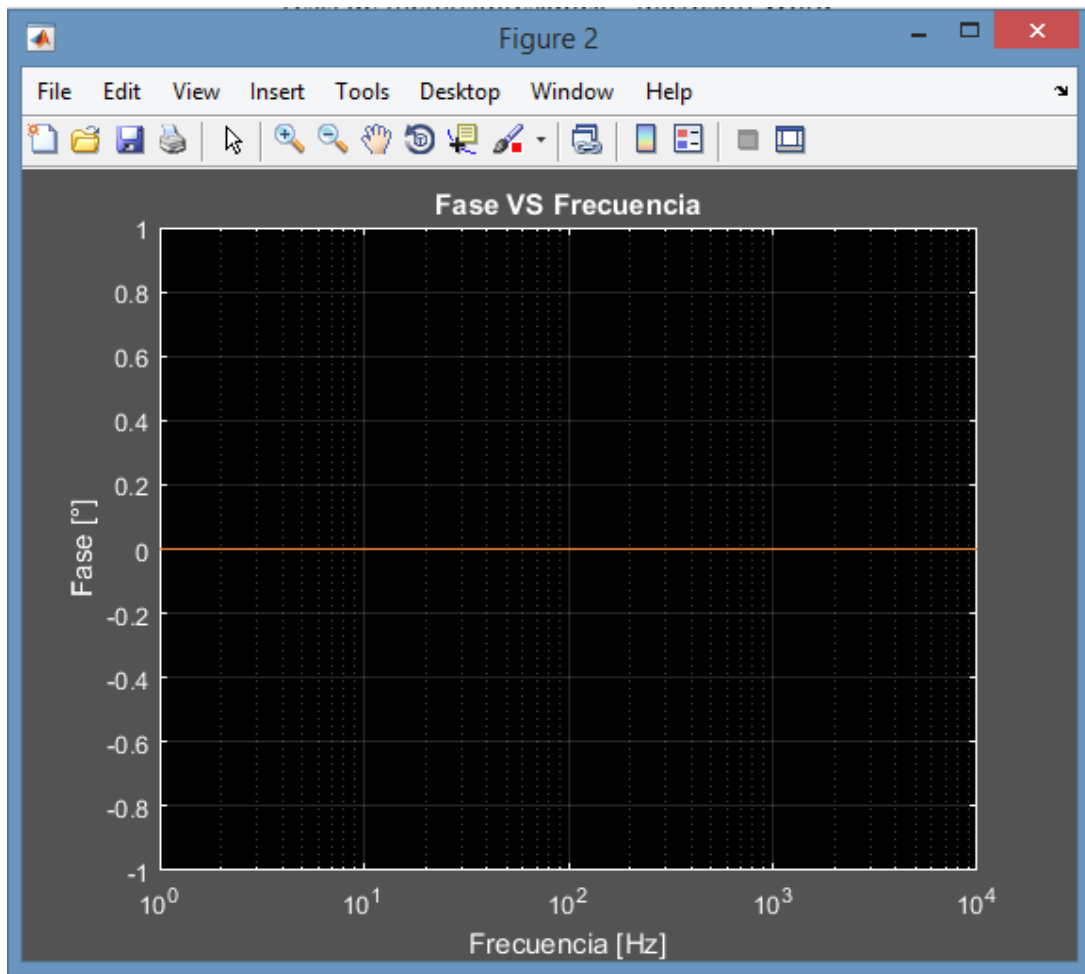 Figure 2
File Edit View Insert Tools Desktop Window Help
Fase VS Frecuencia
1
0.8
0.6
0.4
0.2
0
-0.2
-0.4
-0.6
-0.8
-1
Fase [°]
10^0 10^1 10^2 10^3 10^4
Frecuencia [Hz]